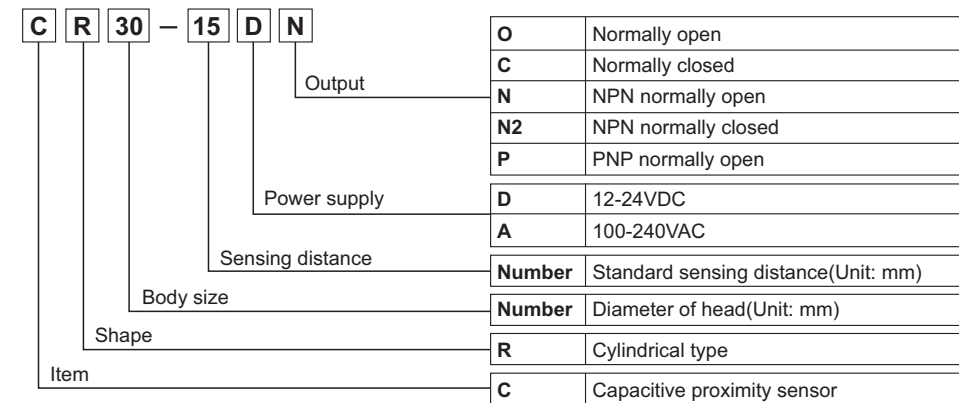 C R 30 – 15 D N
Output
O Normally open
C Normally closed
N NPN normally open
N2 NPN normally closed
P PNP normally open
Power supply
D 12-24VDC
A 100-240VAC
Sensing distance
Number Standard sensing distance(Unit: mm)
Body size
Number Diameter of head(Unit: mm)
Shape
R Cylindrical type
Item
C Capacitive proximity sensor